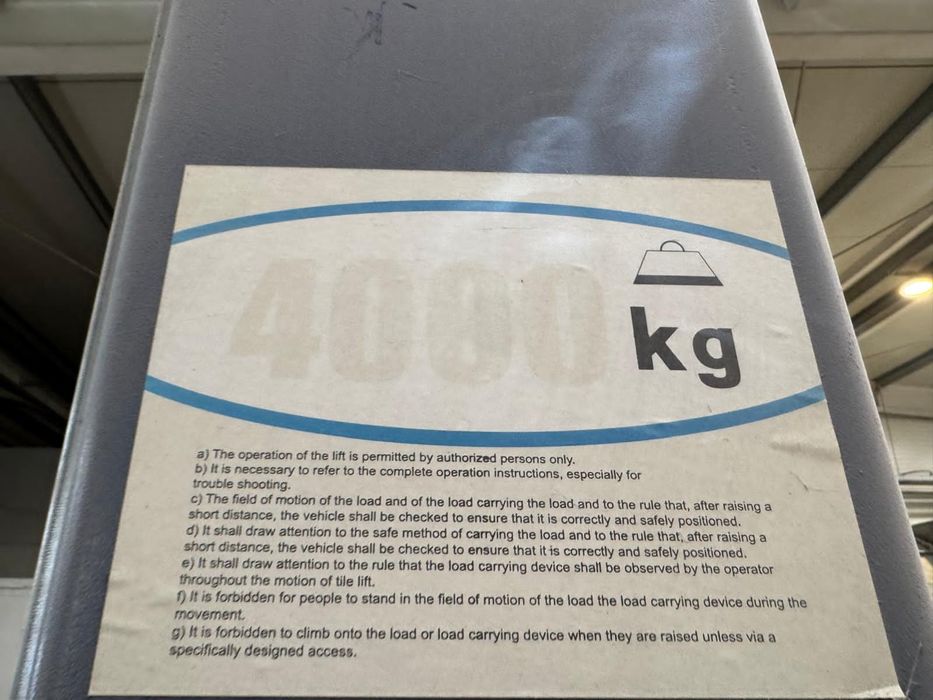 4000
kg
a) The operation of the lift is permitted by authorized persons only.
b) It is necessary to refer to the complete operation instructions, especially for
trouble shooting.
c) The field of motion of the load and of the load carrying the load and to the rule that, after raising a
short distance, the vehicle shall be checked to ensure that it is correctly and safely positioned.
d) It shall draw attention to the safe method of carrying the load and to the rule that, after raising a
short distance, the vehicle shall be checked to ensure that it is correctly and safely positioned.
e) It shall draw attention to the rule that the load carrying device shall be observed by the operator
throughout the motion of tile lift.
f) It is forbidden for people to stand in the field of motion of the load the load carrying device during the
movement.
g) It is forbidden to climb onto the load or load carrying device when they are raised unless via a
specifically designed access.